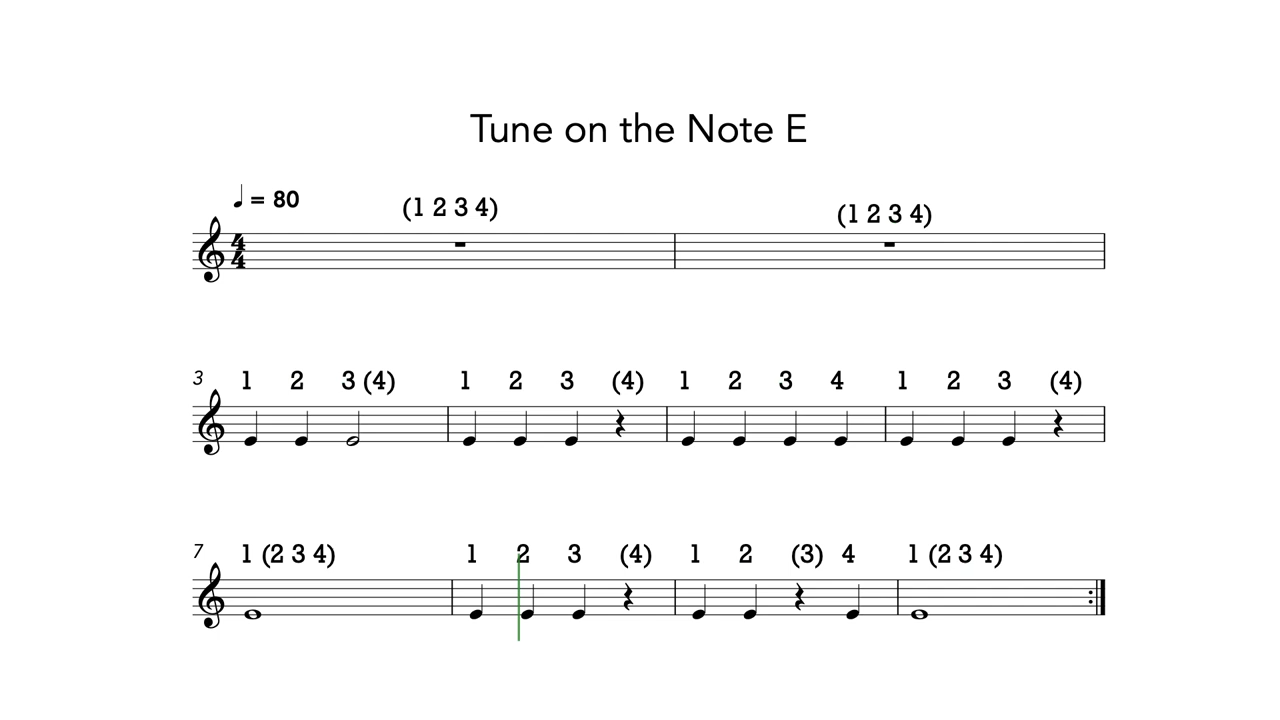 Tune on the Note E
♩ = 80
(1 2 3 4) (1 2 3 4)
4
4
3 1 2 3 (4) 1 2 3 (4) 1 2 3 4 1 2 3 (4)
7 1 (2 3 4) 1 2 3 (4) 1 2 (3) 4 1 (2 3 4)